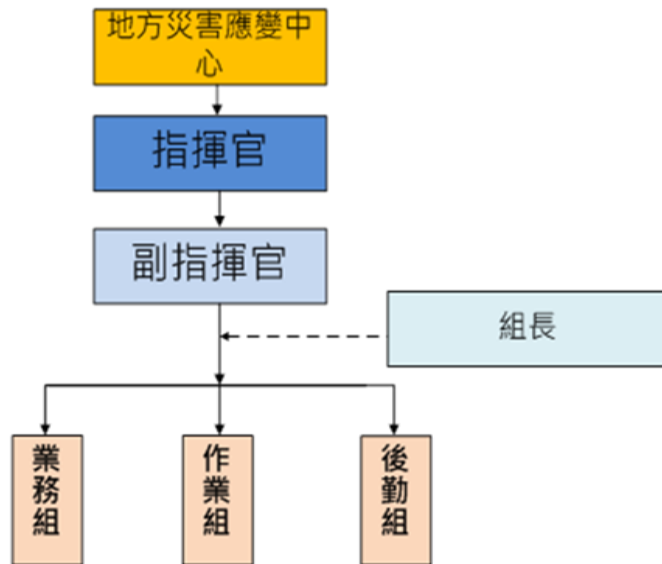 地方災害應變中
心
指揮官
副指揮官
組長
業務組
作業組
後勤組